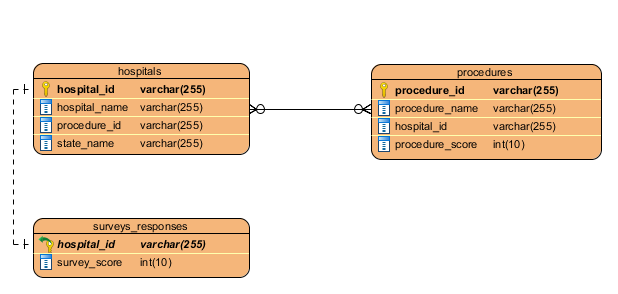 hospitals
hospital_id varchar(255)
hospital_name varchar(255)
procedure_id varchar(255)
state_name varchar(255)
procedures
procedure_id varchar(255)
procedure_name varchar(255)
hospital_id varchar(255)
procedure_score int(10)
surveys_responses
hospital_id varchar(255)
survey_score int(10)